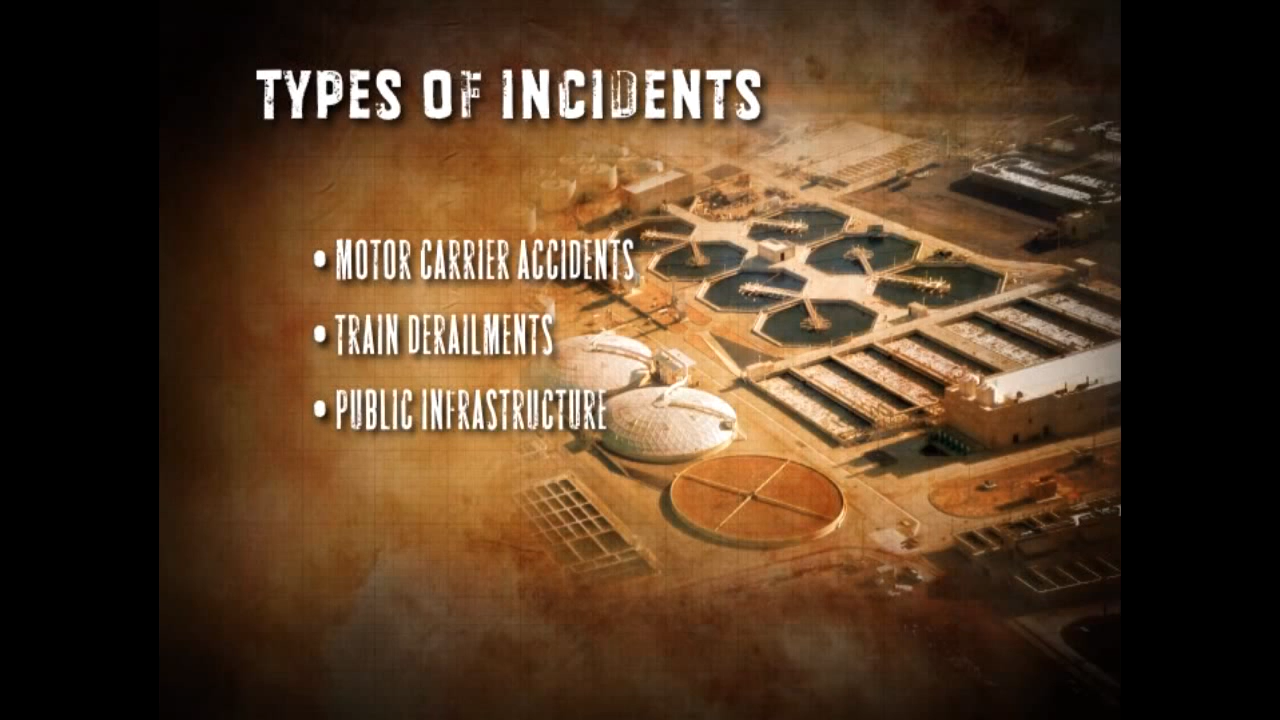 TYPES OF INCIDENTS
• MOTOR CARRIER ACCIDENTS
• TRAIN DERAILMENTS
• PUBLIC INFRASTRUCTURE